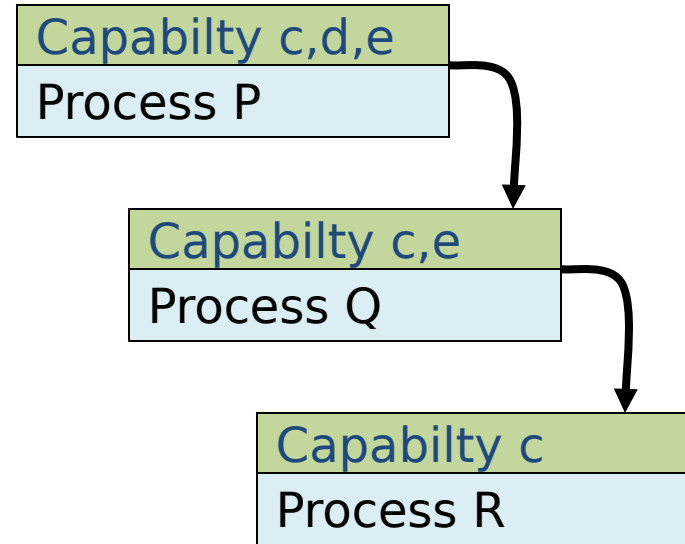 Capabilty c,d,e
Process P
Capabilty c,e
Process Q
Capabilty c
Process R